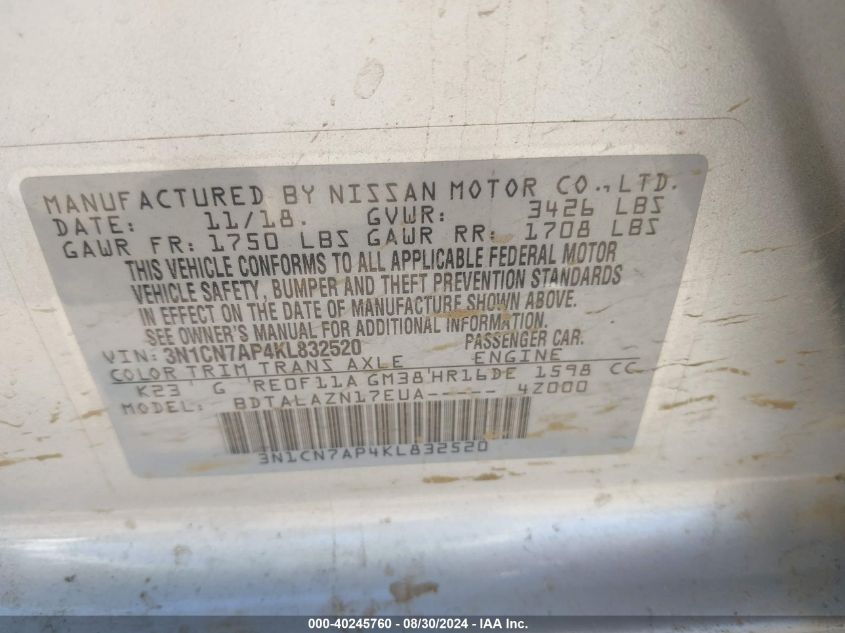 MANUFACTURED BY NISSAN MOTOR CO., LTD.
DATE: 11/18. GVWR: 3426 LBS
GAWR FR: 1750 LBS GAWR RR: 1708 LBS
THIS VEHICLE CONFORMS TO ALL APPLICABLE FEDERAL MOTOR
VEHICLE SAFETY, BUMPER AND THEFT PREVENTION STANDARDS
IN EFFECT ON THE DATE OF MANUFACTURE SHOWN ABOVE.
SEE OWNER'S MANUAL FOR ADDITIONAL INFORMATION.
VIN: 3N1CN7AP4KL832520 PASSENGER CAR.
COLOR TRIM TRANS AXLE ENGINE
K23 G RE0F11A GM38 HR16DE 1598 CC
MODEL: BDTALAZN17EUA----- 4Z000
3N1CN7AP4KL832520
000-40245760 - 08/30/2024 - IAA Inc.